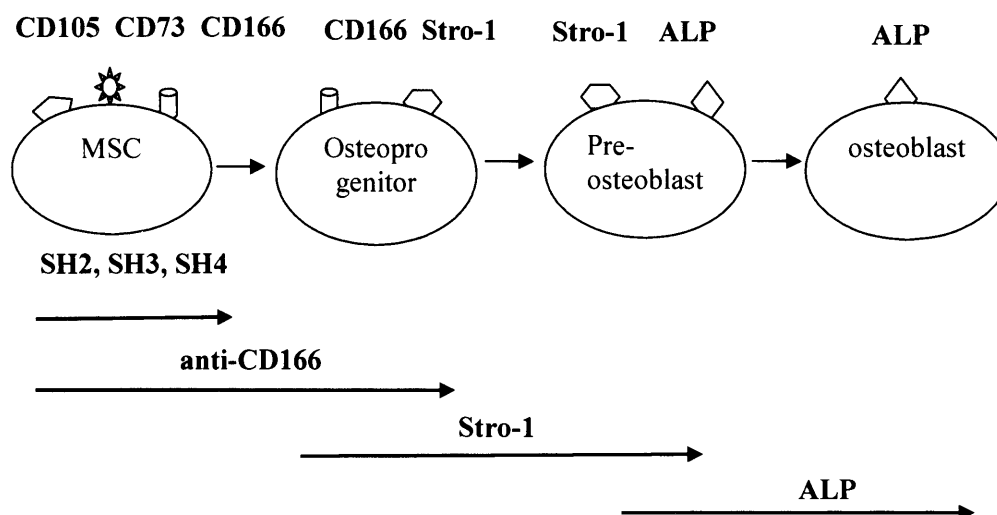 CD105 CD73 CD166 CD166 Stro-1 Stro-1 ALP ALP
MSC
Osteopro
genitor
Pre-
osteoblast
osteoblast
SH2, SH3, SH4
anti-CD166
Stro-1
ALP